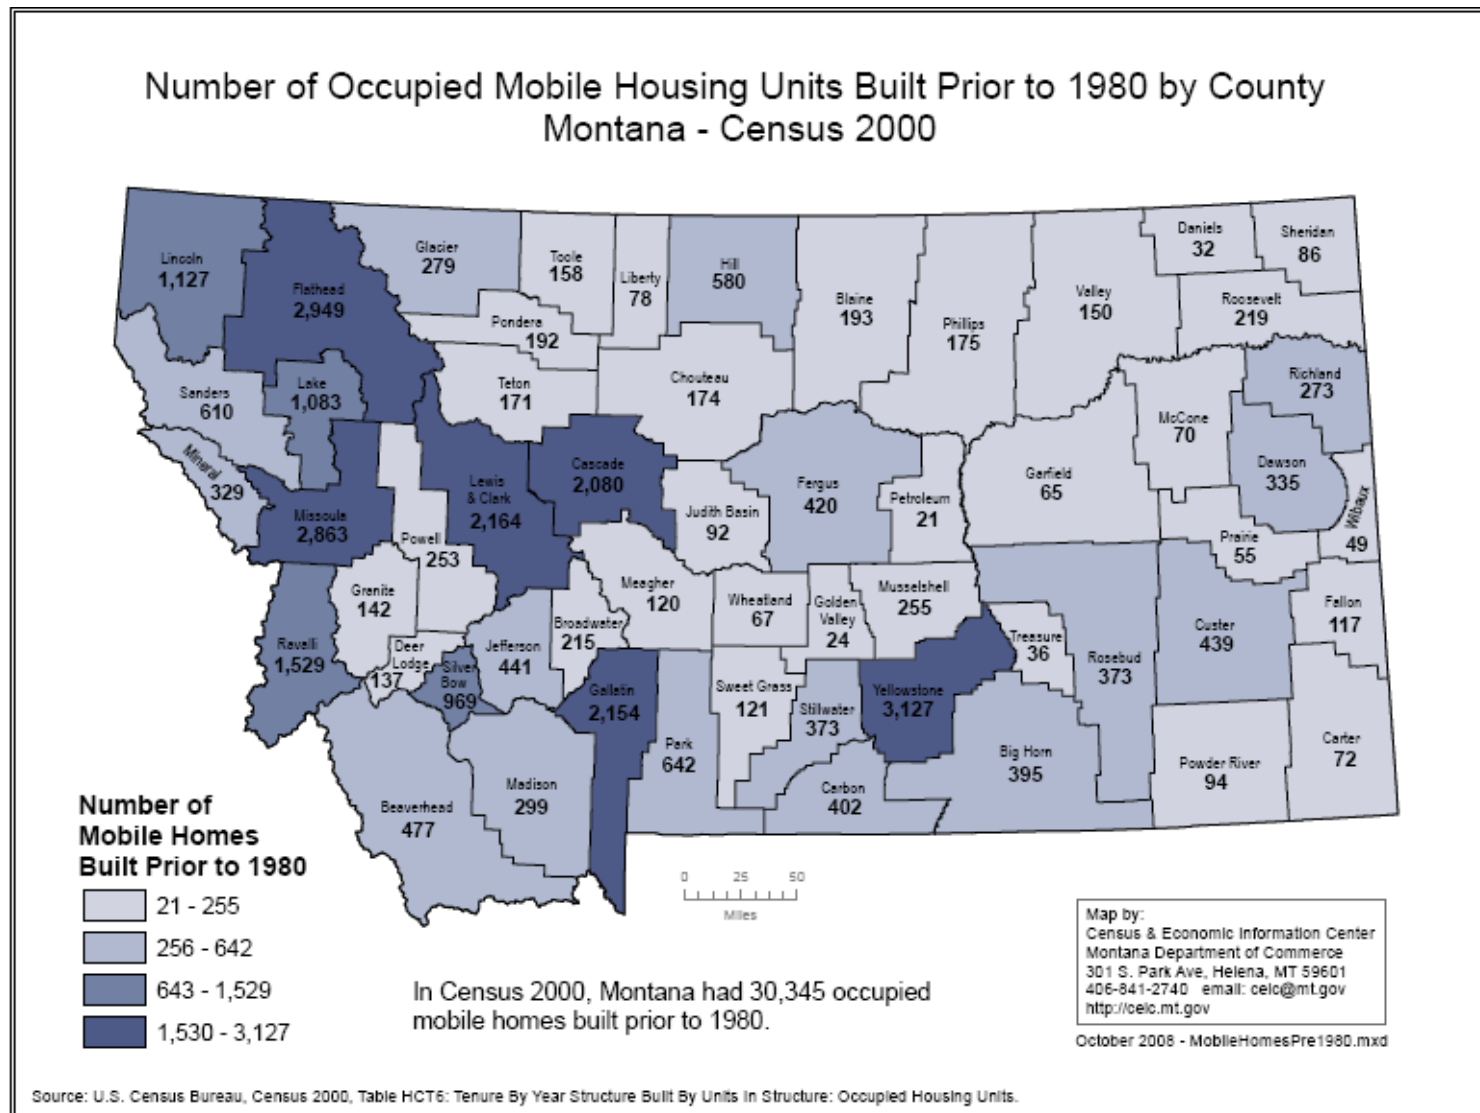 Number of Occupied Mobile Housing Units Built Prior to 1980 by County
Montana - Census 2000
Lincoln
1,127
Flathead
2,949
Glacier
279
Toole
158
Liberty
78
Hill
580
Blaine
193
Phillips
175
Valley
150
Daniels
32
Sheridan
86
Roosevelt
219
Pondera
192
Teton
171
Chouteau
174
Sanders
610
Lake
1,083
Mineral
329
Missoula
2,863
Powell
253
Lewis
& Clark
2,164
Cascade
2,080
Judith Basin
92
Fergus
420
Petroleum
21
Garfield
65
McCone
70
Richland
273
Dawson
335
Wibaux
49
Prairie
55
Granite
142
Ravalli
1,529
Deer
Lodge
137
Silver
Bow
969
Jefferson
441
Broadwater
215
Meagher
120
Wheatland
67
Golden
Valley
24
Musselshell
255
Treasure
36
Rosebud
373
Custer
439
Fallon
117
Gallatin
2,154
Park
642
Sweet Grass
121
Stillwater
373
Yellowstone
3,127
Big Horn
395
Carbon
402
Powder River
94
Carter
72
Beaverhead
477
Madison
299
Number of
Mobile Homes
Built Prior to 1980
21 - 255
256 - 642
643 - 1,529
1,530 - 3,127
0 25 50
Miles
In Census 2000, Montana had 30,345 occupied
mobile homes built prior to 1980.
Map by:
Census & Economic Information Center
Montana Department of Commerce
301 S. Park Ave, Helena, MT 59601
406-841-2740 email: ceic@mt.gov
http://ceic.mt.gov
October 2008 - MobileHomesPre1980.mxd
Source: U.S. Census Bureau, Census 2000, Table HCT6: Tenure By Year Structure Built By Units in Structure: Occupied Housing Units.